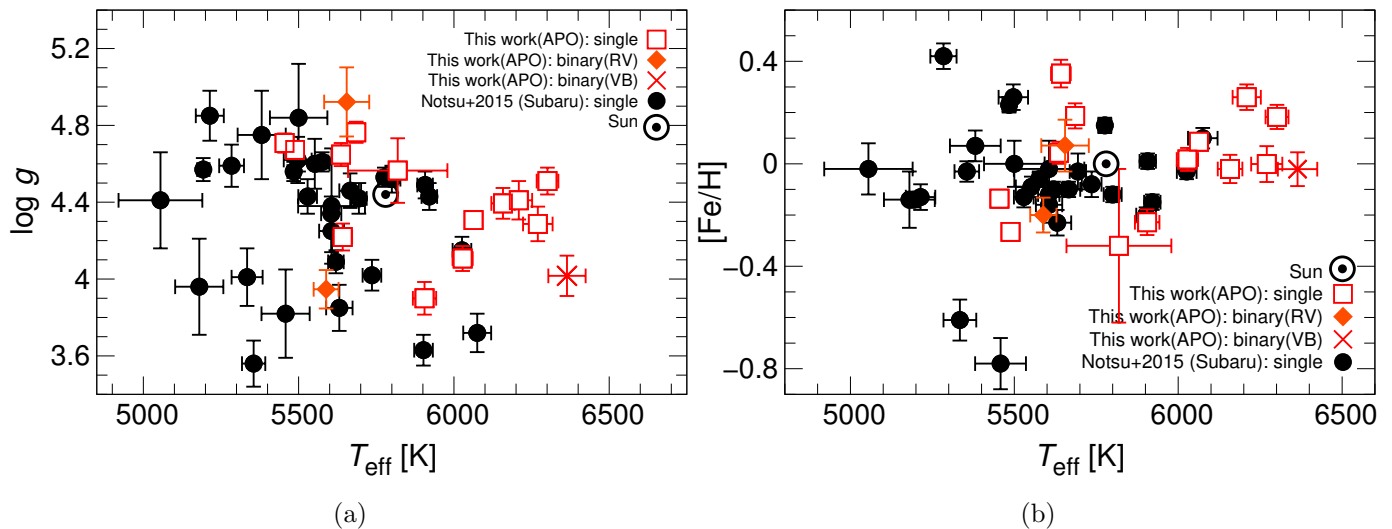 5.2
4.8
4.4
4
3.6
log g
This work(APO): single
This work(APO): binary(RV)
This work(APO): binary(VB)
Notsu+2015 (Subaru): single
Sun
5000 5500 6000 6500
Teff [K]
(a)
0.4
0
−0.4
−0.8
[Fe/H]
Sun
This work(APO): single
This work(APO): binary(RV)
This work(APO): binary(VB)
Notsu+2015 (Subaru): single
5000 5500 6000 6500
Teff [K]
(b)